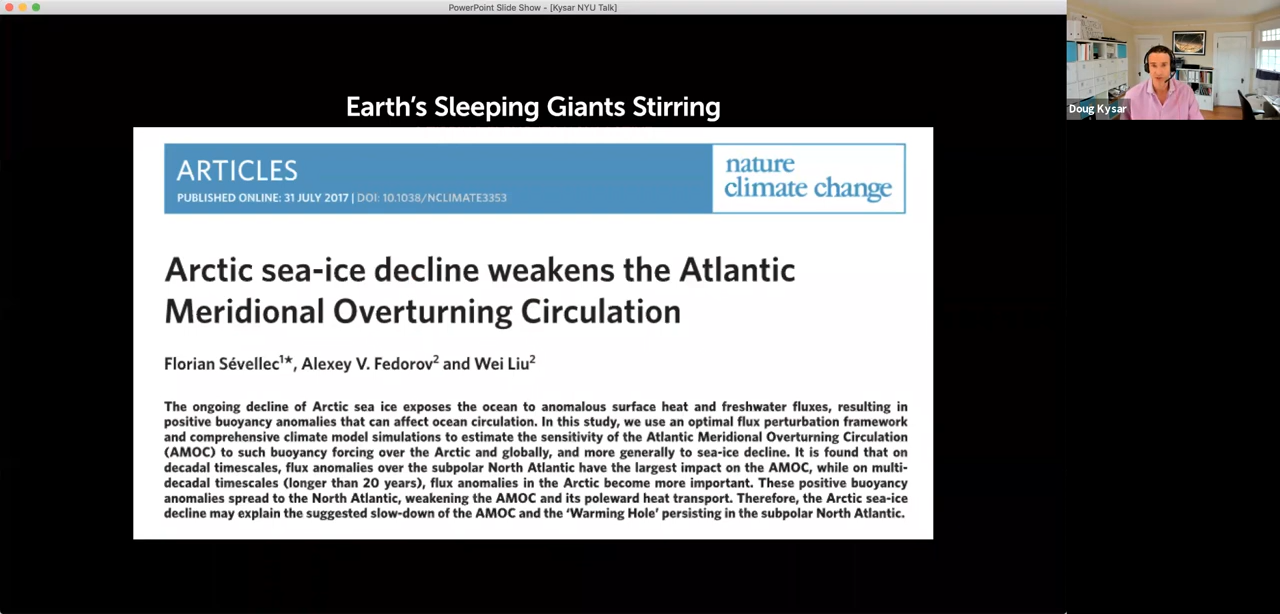 PowerPoint Slide Show - [Kysar NYU Talk]
Doug Kysar
Earth's Sleeping Giants Stirring
ARTICLES
PUBLISHED ONLINE: 31 JULY 2017 | DOI: 10.1038/NCLIMATE3353
nature
climate change
Arctic sea-ice decline weakens the Atlantic
Meridional Overturning Circulation
Florian Sévellec¹*, Alexey V. Fedorov² and Wei Liu²
The ongoing decline of Arctic sea ice exposes the ocean to anomalous surface heat and freshwater fluxes, resulting in
positive buoyancy anomalies that can affect ocean circulation. In this study, we use an optimal flux perturbation framework
and comprehensive climate model simulations to estimate the sensitivity of the Atlantic Meridional Overturning Circulation
(AMOC) to such buoyancy forcing over the Arctic and globally, and more generally to sea-ice decline. It is found that on
decadal timescales, flux anomalies over the subpolar North Atlantic have the largest impact on the AMOC, while on multi-
decadal timescales (longer than 20 years), flux anomalies in the Arctic become more important. These positive buoyancy
anomalies spread to the North Atlantic, weakening the AMOC and its poleward heat transport. Therefore, the Arctic sea-ice
decline may explain the suggested slow-down of the AMOC and the 'Warming Hole' persisting in the subpolar North Atlantic.